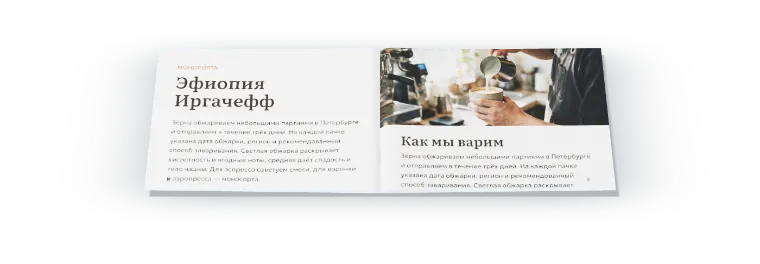 МОНОСОРТА
Эфиопия
Иргачефф
Зёрна обжариваем небольшими партиями в Петербурге
и отправляем в течение трёх дней. На каждой пачке
указана дата обжарки, регион и рекомендованный
способ заваривания. Светлая обжарка раскрывает
кислотность и ягодные ноты, средняя даёт сладость и
тело чашки. Для эспрессо советуем смеси, для воронки
и аэропресса — моносорта.
Как мы варим
Зёрна обжариваем небольшими партиями в Петербурге
и отправляем в течение трёх дней. На каждой пачке
указана дата обжарки, регион и рекомендованный
способ заваривания. Светлая обжарка раскрывает